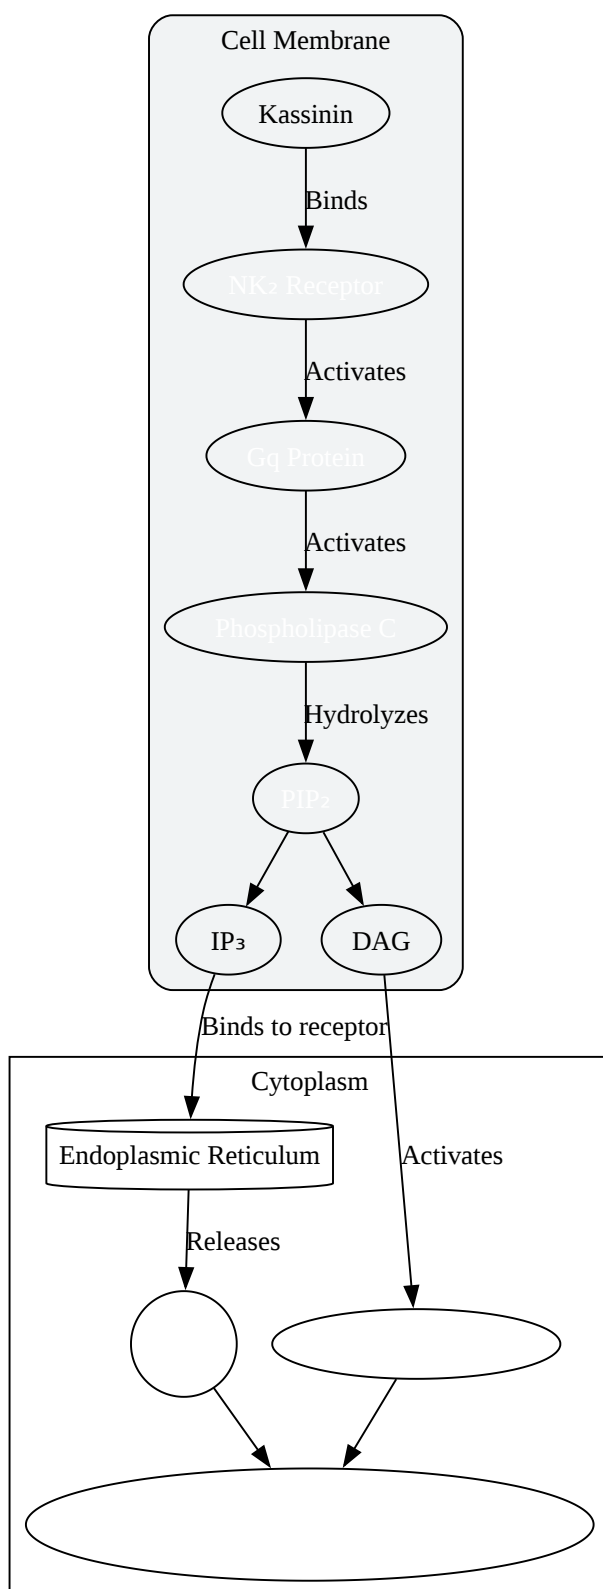 Cell Membrane
Kassinin
Binds
NK₂ Receptor
Activates
Gq Protein
Activates
Phospholipase C
Hydrolyzes
PIP₂
IP₃
DAG
Binds to receptor
Cytoplasm
Endoplasmic Reticulum
Activates
Releases